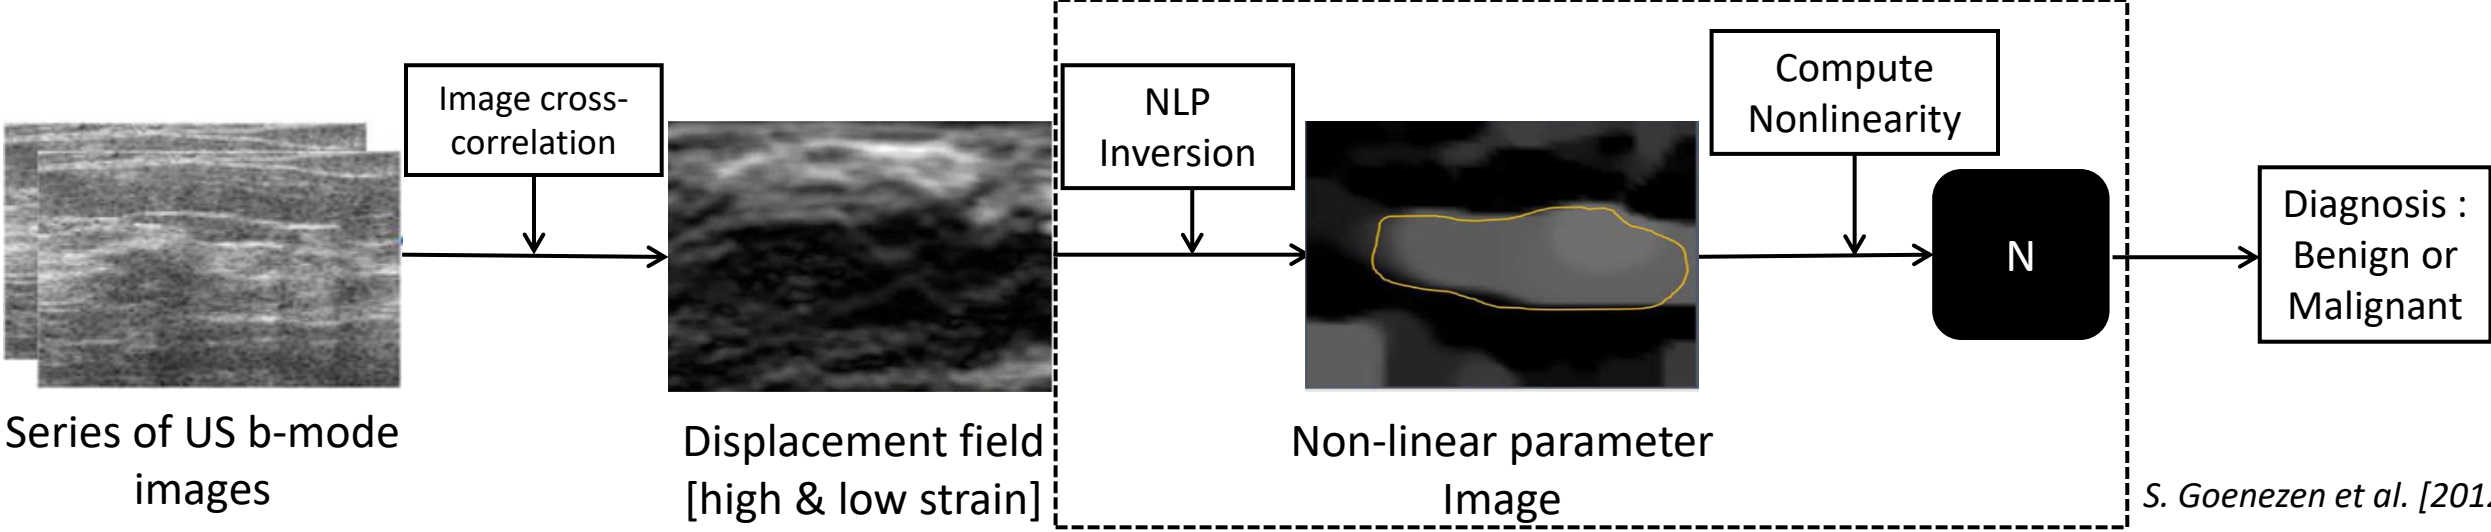 Image cross-
correlation
NLP
Inversion
Compute
Nonlinearity
N
Diagnosis :
Benign or
Malignant
Series of US b-mode
images
Displacement field
[high & low strain]
Non-linear parameter
Image
S. Goenezen et al.